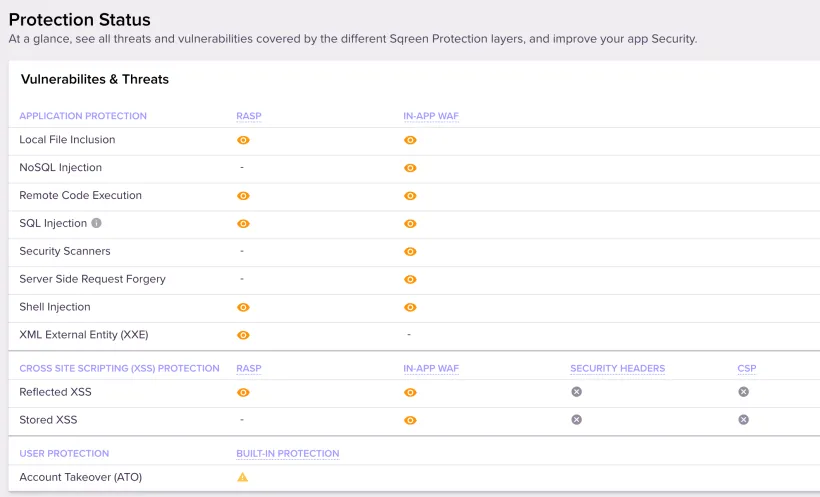 Protection Status
At a glance, see all threats and vulnerabilities covered by the different Sqreen Protection layers, and improve your app Security.
Vulnerabilites & Threats
APPLICATION PROTECTION RASP IN-APP WAF
Local File Inclusion
NoSQL Injection -
Remote Code Execution
SQL Injection
Security Scanners -
Server Side Request Forgery -
Shell Injection
XML External Entity (XXE) -
CROSS SITE SCRIPTING (XSS) PROTECTION RASP IN-APP WAF SECURITY HEADERS CSP
Reflected XSS
Stored XSS -
USER PROTECTION BUILT-IN PROTECTION
Account Takeover (ATO)